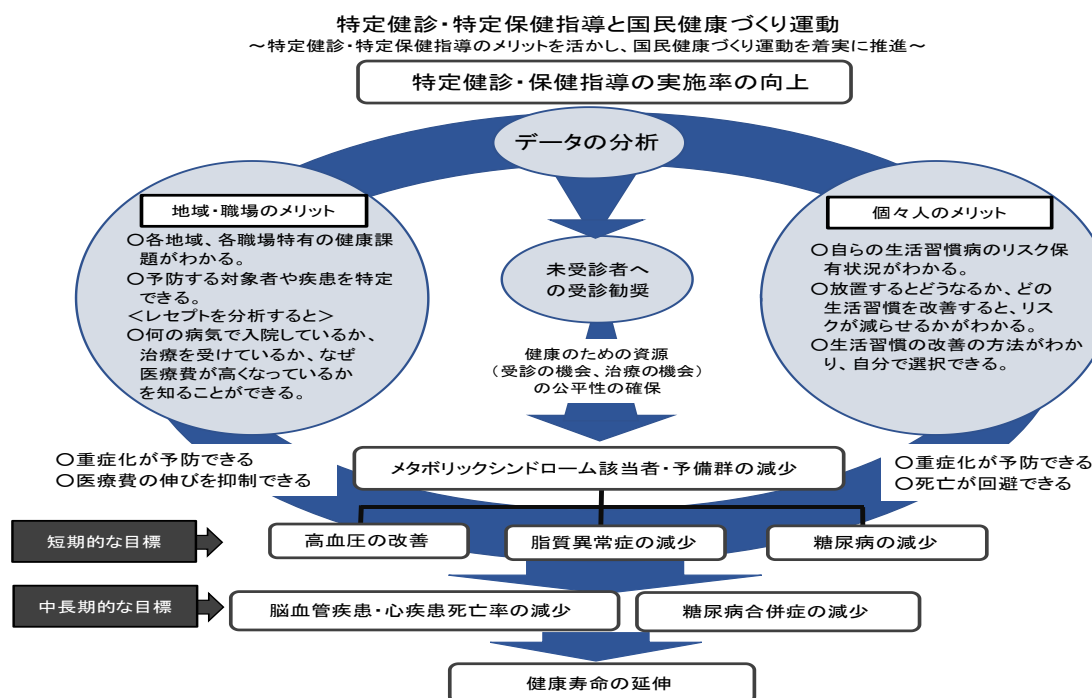 特定健診・特定保健指導と国民健康づくり運動
～特定健診・特定保健指導のメリットを活かし、国民健康づくり運動を着実に推進～
特定健診・保健指導の実施率の向上
データの分析
地域・職場のメリット
○各地域、各職場特有の健康課
題がわかる。
○予防する対象者や疾患を特定
できる。
＜レセプトを分析すると＞
○何の病気で入院しているか、
治療を受けているか、なぜ
医療費が高くなっているか
を知ることができる。
未受診者へ
の受診勧奨
個々人のメリット
○自らの生活習慣病のリスク保
有状況がわかる。
○放置するとどうなるか、どの
生活習慣を改善すると、リス
クが減らせるかがわかる。
○生活習慣の改善の方法がわか
り、自分で選択できる。
健康のための資源
（受診の機会、治療の機会）
の公平性の確保
○重症化が予防できる
○医療費の伸びを抑制できる
メタボリックシンドローム該当者・予備群の減少
○重症化が予防できる
○死亡が回避できる
短期的な目標
高血圧の改善
脂質異常症の減少
糖尿病の減少
中長期的な目標
脳血管疾患・心疾患死亡率の減少
糖尿病合併症の減少
健康寿命の延伸